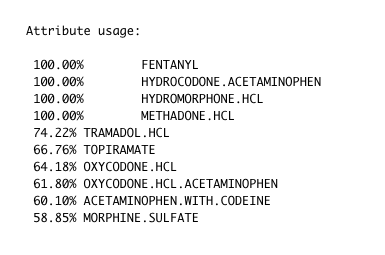 Attribute usage:
100.00% FENTANYL
100.00% HYDROCODONE.ACETAMINOPHEN
100.00% HYDROMORPHONE.HCL
100.00% METHADONE.HCL
74.22% TRAMADOL.HCL
66.76% TOPIRAMATE
64.18% OXYCODONE.HCL
61.80% OXYCODONE.HCL.ACETAMINOPHEN
60.10% ACETAMINOPHEN.WITH.CODEINE
58.85% MORPHINE.SULFATE